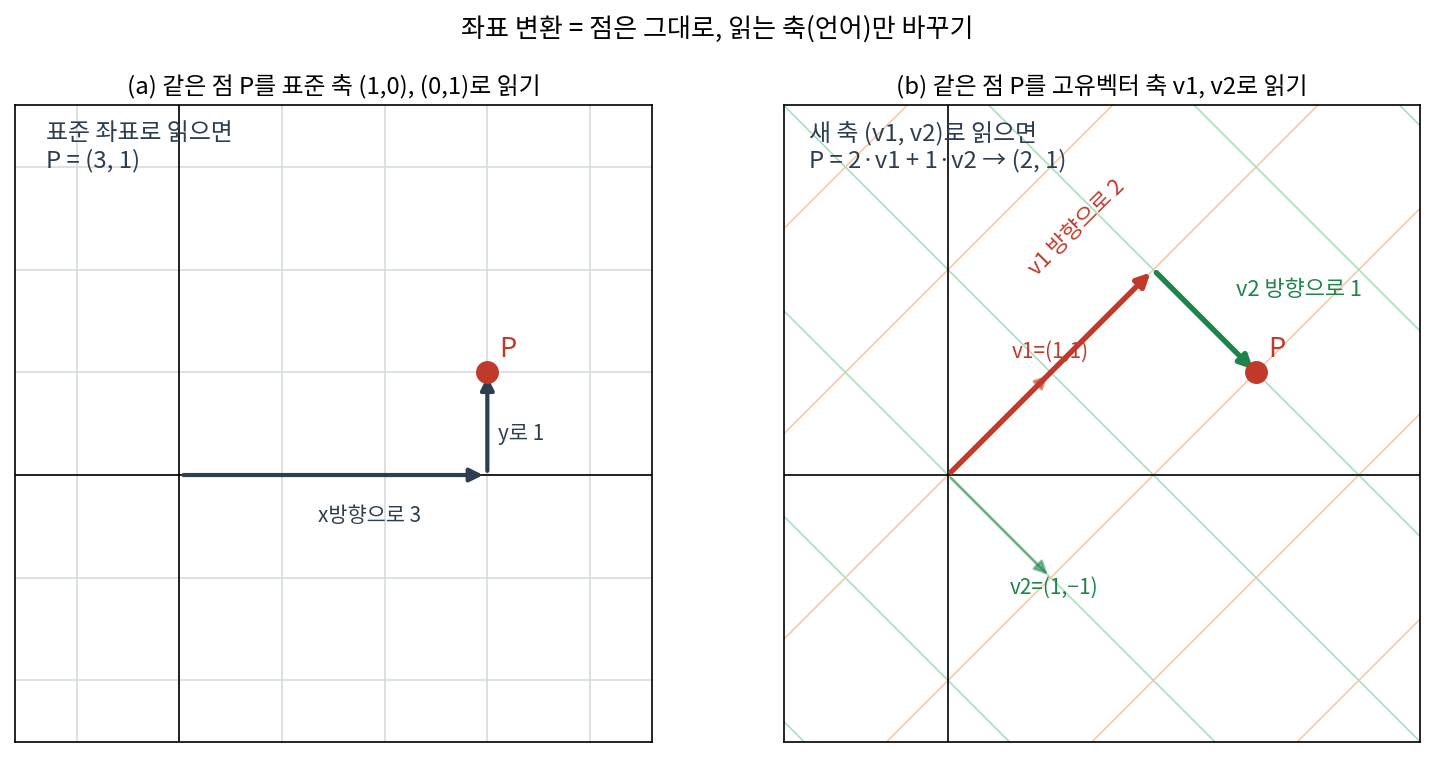 좌표 변환 = 점은 그대로, 읽는 축(언어)만 바꾸기
(a) 같은 점 P를 표준 축 (1,0), (0,1)로 읽기
표준 좌표로 읽으면
P = (3, 1)
P
y로 1
x방향으로 3
(b) 같은 점 P를 고유벡터 축 v1, v2로 읽기
새 축 (v1, v2)로 읽으면
P = 2·v1 + 1·v2 → (2, 1)
v1 방향으로 2
v2 방향으로 1
v1=(1,1)
P
v2=(1,−1)